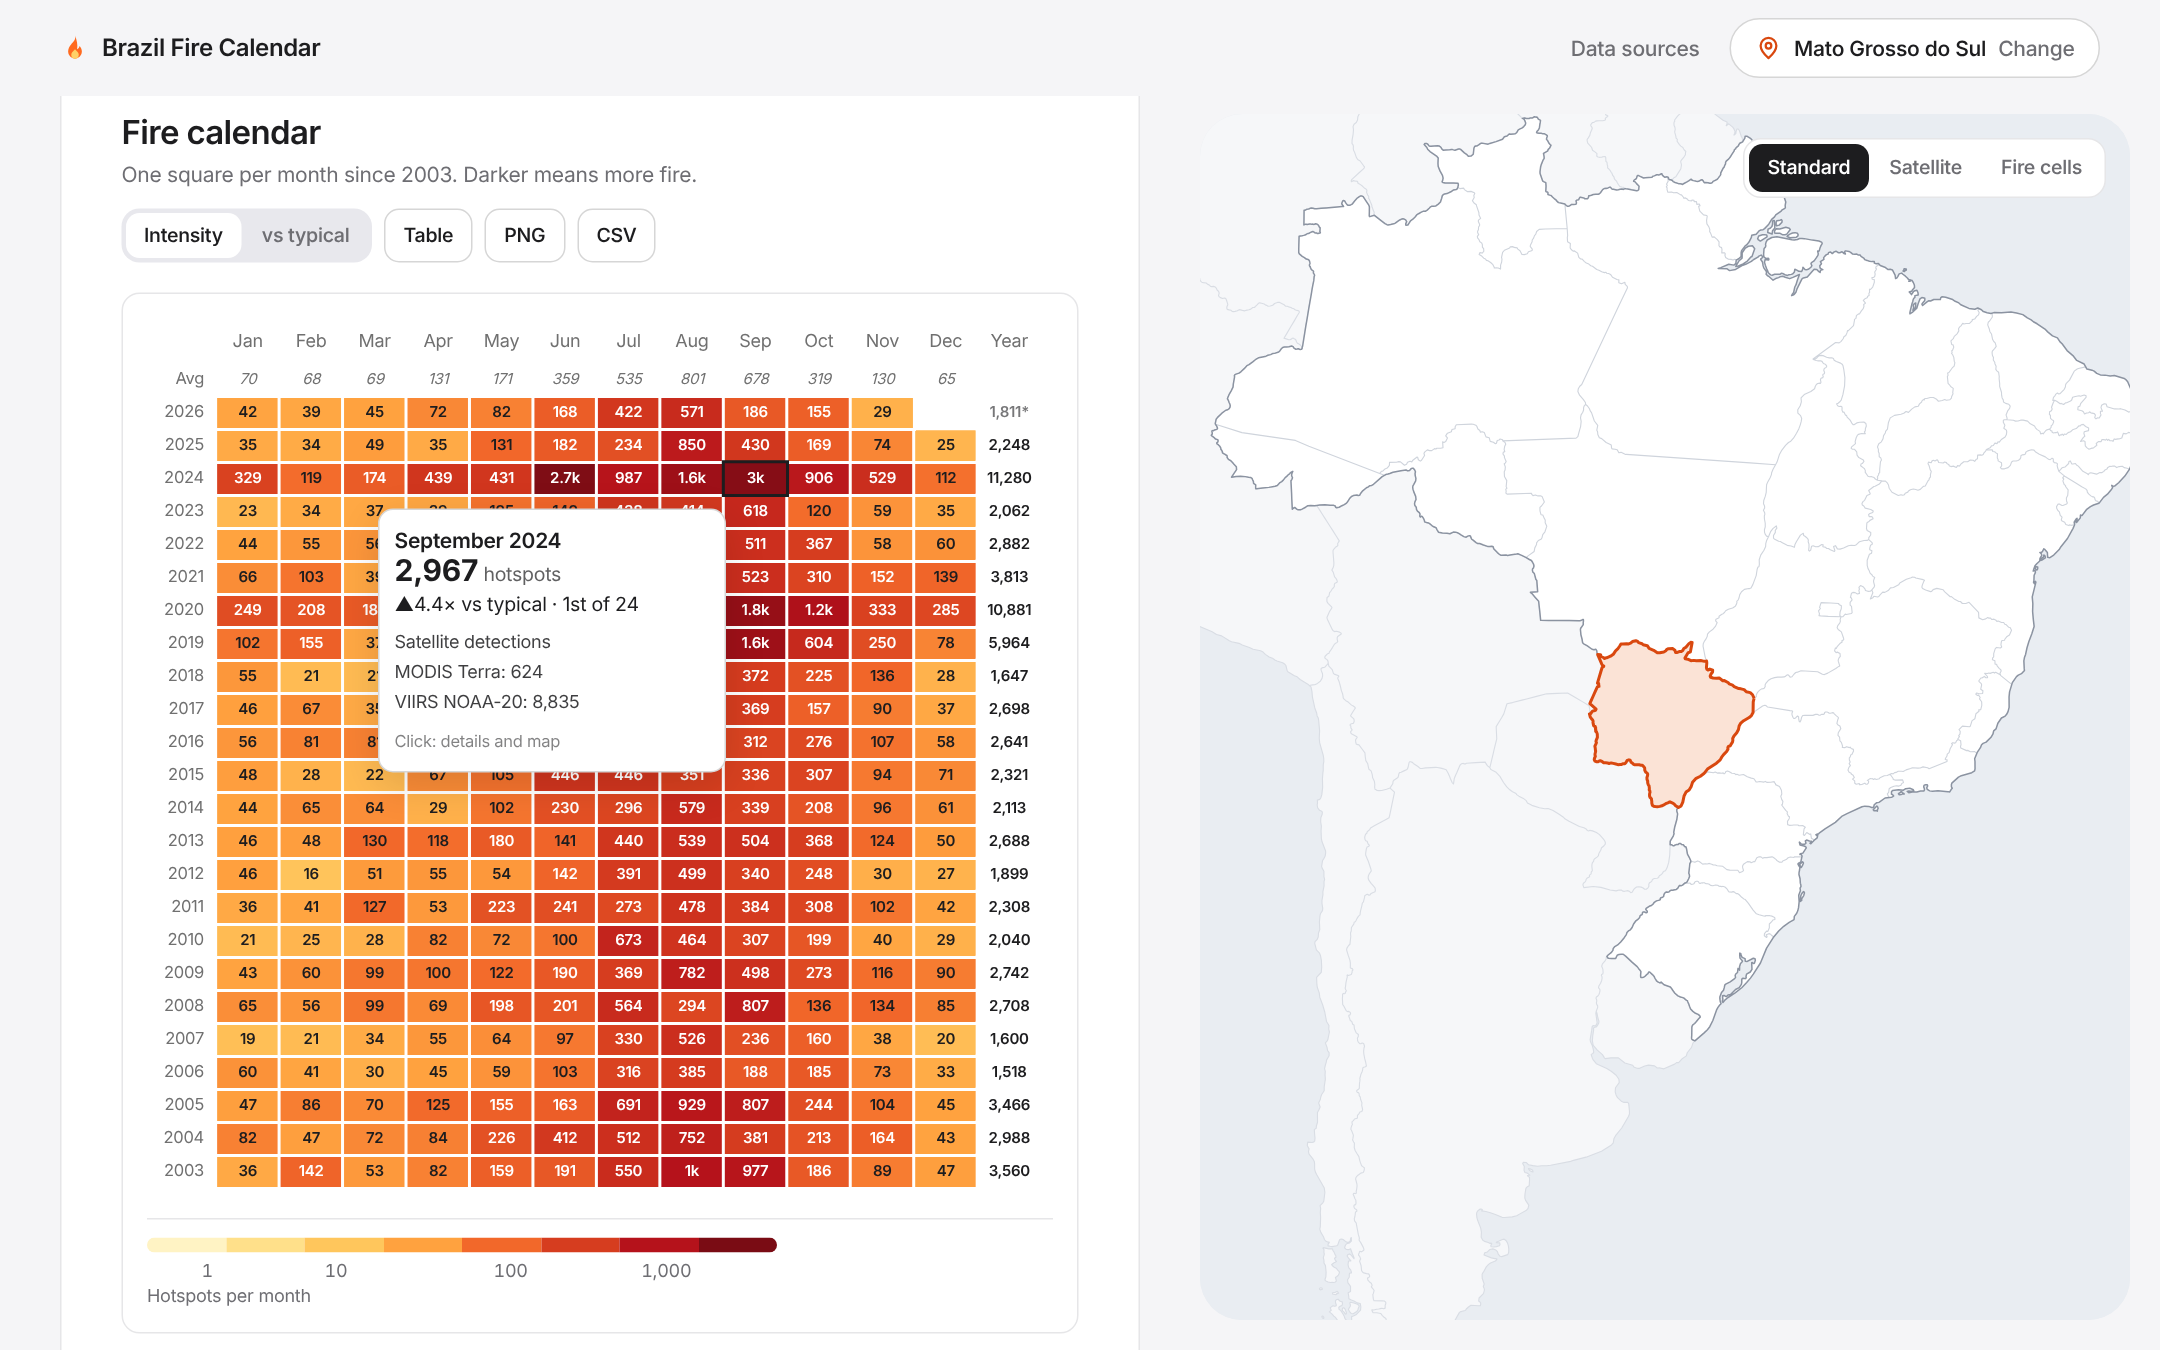 Brazil Fire Calendar
Data sources
Mato Grosso do Sul Change
Fire calendar
One square per month since 2003. Darker means more fire.
Intensity vs typical Table PNG CSV
Standard Satellite Fire cells
Jan Feb Mar Apr May Jun Jul Aug Sep Oct Nov Dec Year
Avg 70 68 69 131 171 359 535 801 678 319 130 65
2026 42 39 45 72 82 168 422 571 186 155 29 1,811*
2025 35 34 49 35 131 182 234 850 430 169 74 25 2,248
2024 329 119 174 439 431 2.7k 987 1.6k 3k 906 529 112 11,280
2023 23 34 37 618 120 59 35 2,062
2022 44 55 511 367 58 60 2,882
2021 66 103 523 310 152 139 3,813
2020 249 208 1.8k 1.2k 333 285 10,881
2019 102 155 1.6k 604 250 78 5,964
2018 55 21 372 225 136 28 1,647
2017 46 67 369 157 90 37 2,698
2016 56 81 312 276 107 58 2,641
2015 48 28 22 67 105 446 446 351 336 307 94 71 2,321
2014 44 65 64 29 102 230 296 579 339 208 96 61 2,113
2013 46 48 130 118 180 141 440 539 504 368 124 50 2,688
2012 46 16 51 55 54 142 391 499 340 248 30 27 1,899
2011 36 41 127 53 223 241 273 478 384 308 102 42 2,308
2010 21 25 28 82 72 100 673 464 307 199 40 29 2,040
2009 43 60 99 100 122 190 369 782 498 273 116 90 2,742
2008 65 56 99 69 198 201 564 294 807 136 134 85 2,708
2007 19 21 34 55 64 97 330 526 236 160 38 20 1,600
2006 60 41 30 45 59 103 316 385 188 185 73 33 1,518
2005 47 86 70 125 155 163 691 929 807 244 104 45 3,466
2004 82 47 72 84 226 412 512 752 381 213 164 43 2,988
2003 36 142 53 82 159 191 550 1k 977 186 89 47 3,560
September 2024
2,967 hotspots
▲4.4× vs typical · 1st of 24
Satellite detections
MODIS Terra: 624
VIIRS NOAA-20: 8,835
Click: details and map
1 10 100 1,000
Hotspots per month